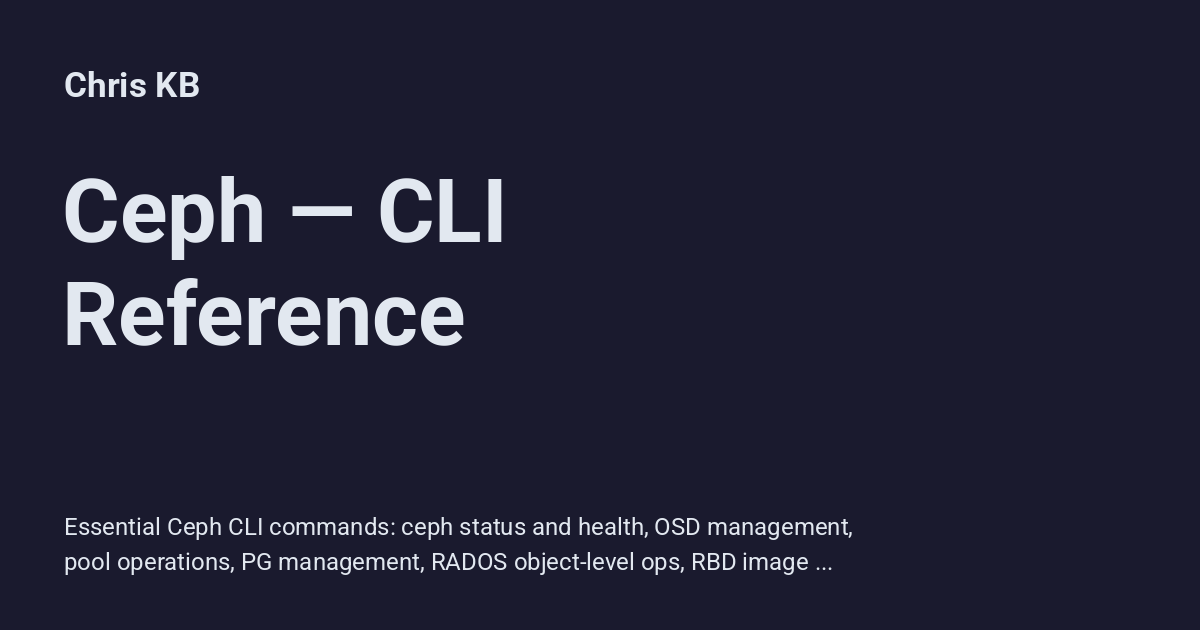 Chris KB
Ceph — CLI
Reference
Essential Ceph CLI commands: ceph status and health, OSD management,
pool operations, PG management, RADOS object-level ops, RBD image ...